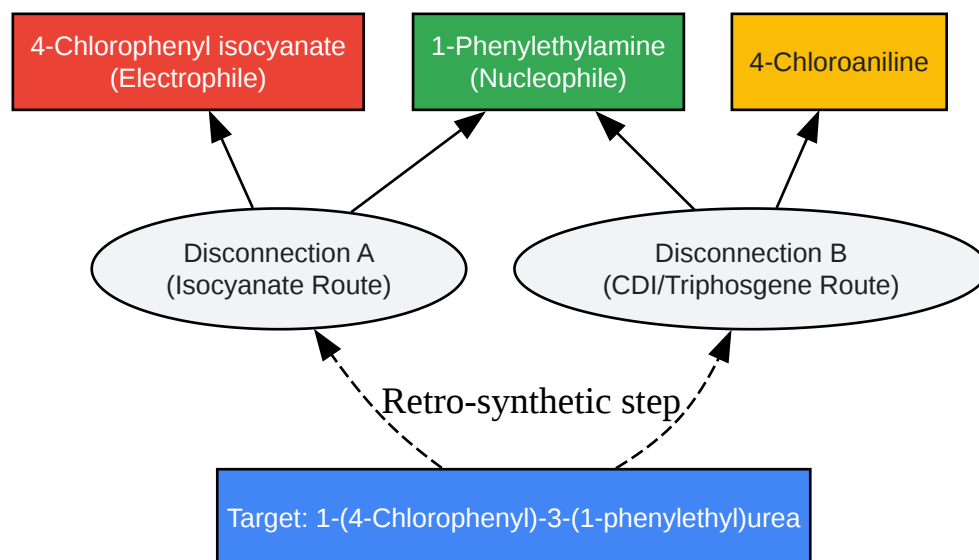 4-Chlorophenyl isocyanate
(Electrophile)
1-Phenylethylamine
(Nucleophile)
4-Chloroaniline
Disconnection A
(Isocyanate Route)
Disconnection B
(CDI/Triphosgene Route)
Retro-synthetic step
Target: 1-(4-Chlorophenyl)-3-(1-phenylethyl)urea